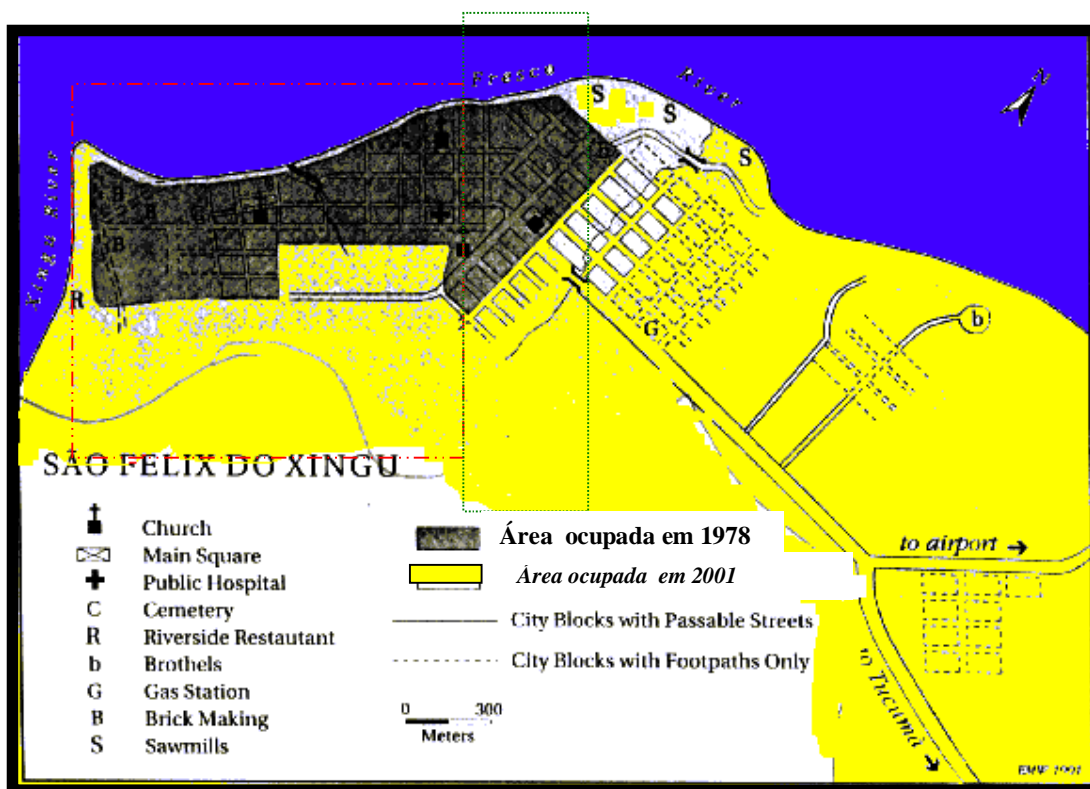 Fresco River
N
S
S
S
Xingu River
B
B
B
R
G
b
SÃO FELIX DO XINGU
Church
Main Square
Public Hospital
C Cemetery
R Riverside Restautant
b Brothels
G Gas Station
B Brick Making
S Sawmills
Área ocupada em 1978
Área ocupada em 2001
City Blocks with Passable Streets
City Blocks with Footpaths Only
0 300
Meters
to airport
to Tucumà